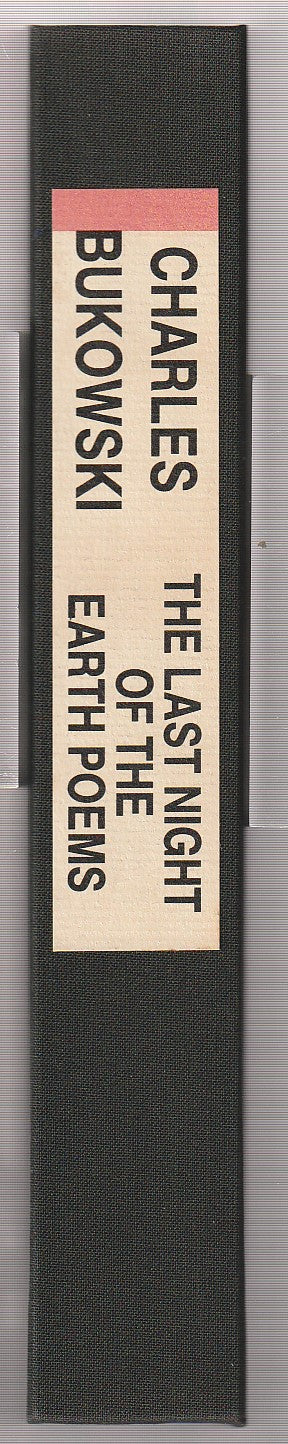 CHARLES
BUKOWSKI
THE LAST NIGHT
OF THE
EARTH POEMS